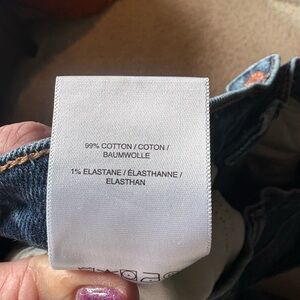 99% COTTON / COTON /
BAUMWOLLE
1% ELASTANE / ÉLASTHANNE /
ELASTHAN